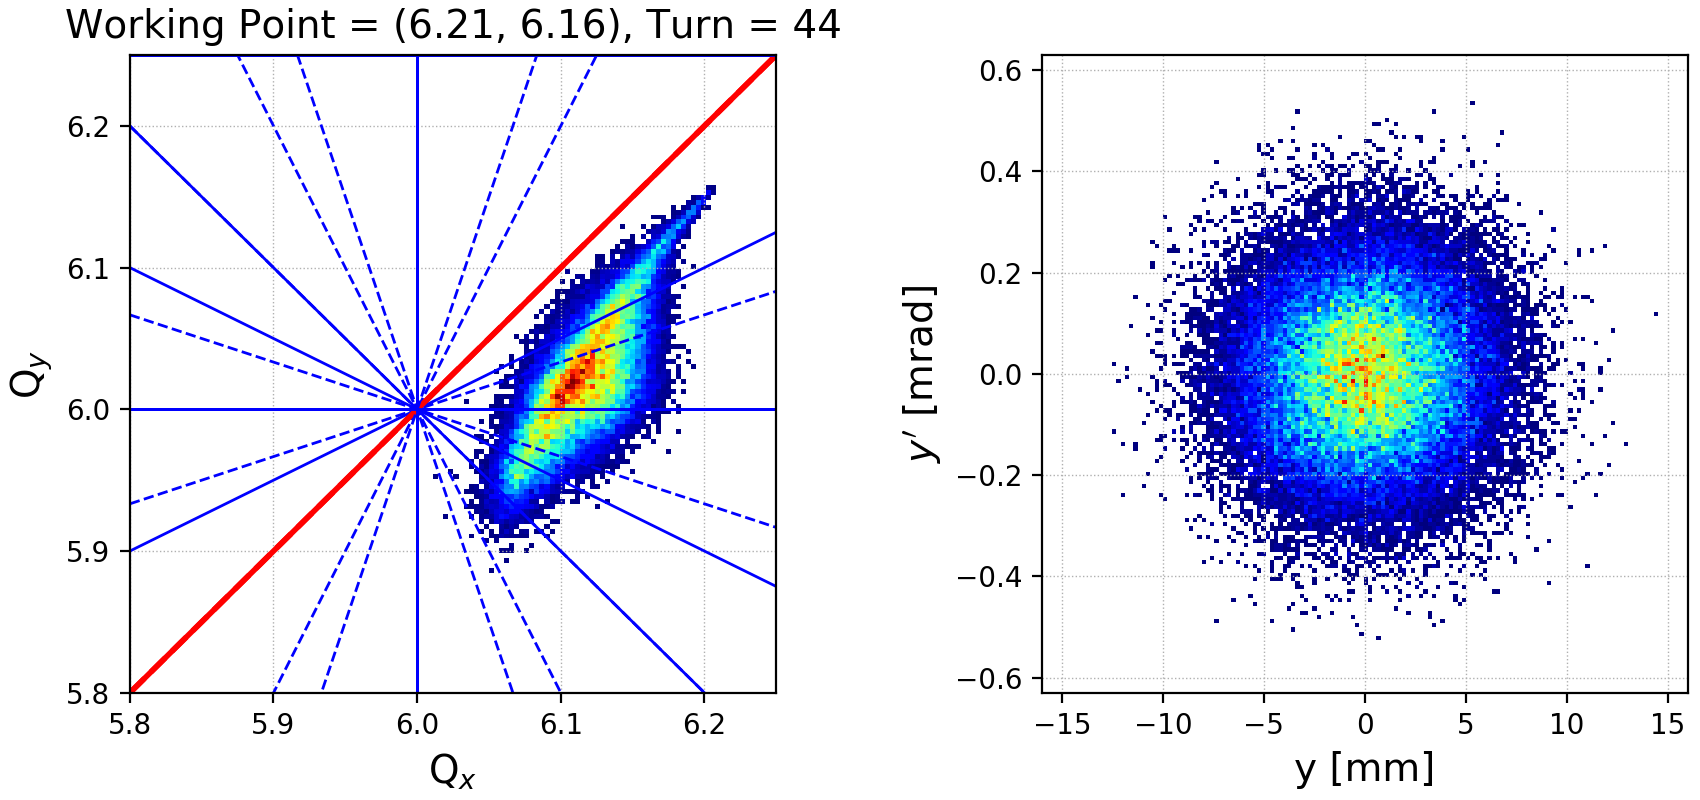 Working Point = (6.21, 6.16), Turn = 44
6.2
6.1
6.0
5.9
5.8
Q_y
5.8 5.9 6.0 6.1 6.2
Q_x
0.6
0.4
0.2
0.0
−0.2
−0.4
−0.6
y′ [mrad]
−15 −10 −5 0 5 10 15
y [mm]